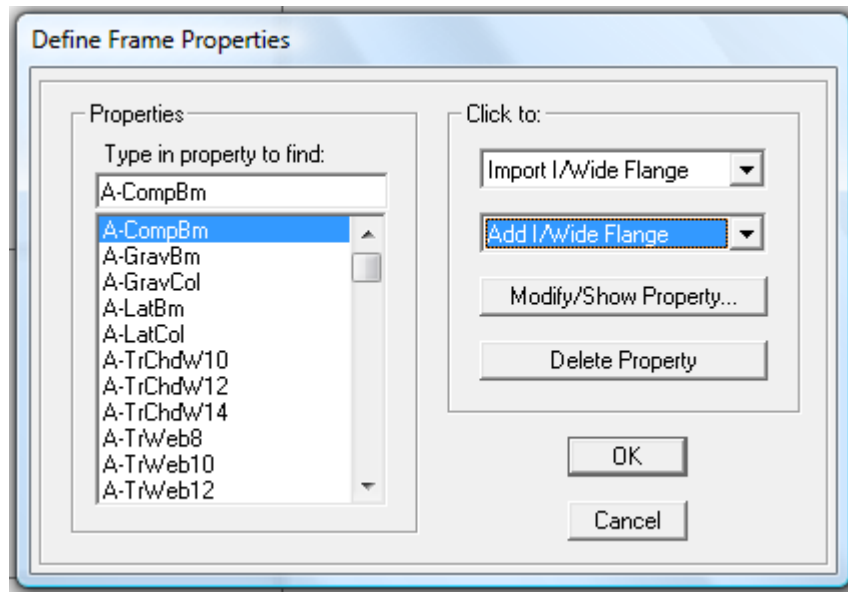 Define Frame Properties
Properties
Type in property to find:
A-CompBm
A-CompBm
A-GravBm
A-GravCol
A-LatBm
A-LatCol
A-TrChdW10
A-TrChdW12
A-TrChdW14
A-TrWeb8
A-TrWeb10
A-TrWeb12
Click to:
Import I/Wide Flange
Add I/Wide Flange
Modify/Show Property...
Delete Property
OK
Cancel